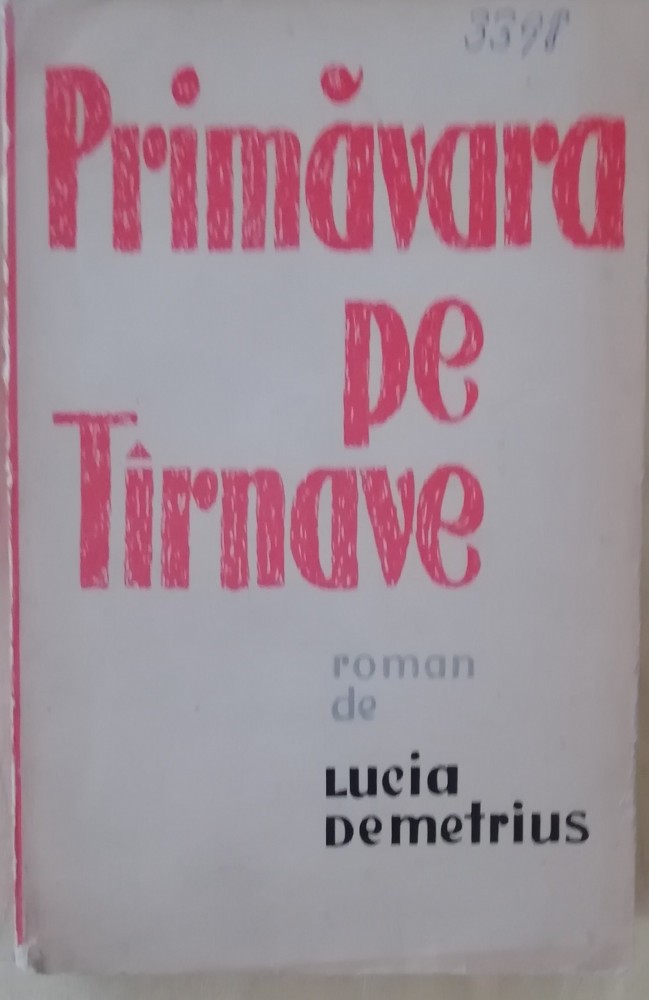 3398
Primăvara
pe
Tîrnave
roman
de
Lucia
Demetrius